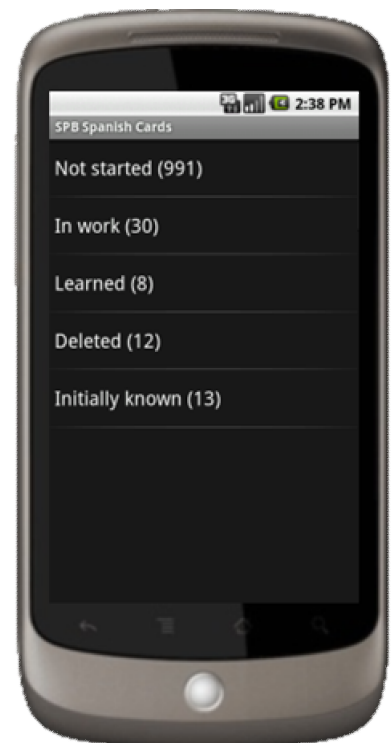 2:38 PM
SPB Spanish Cards
Not started (991)
In work (30)
Learned (8)
Deleted (12)
Initially known (13)